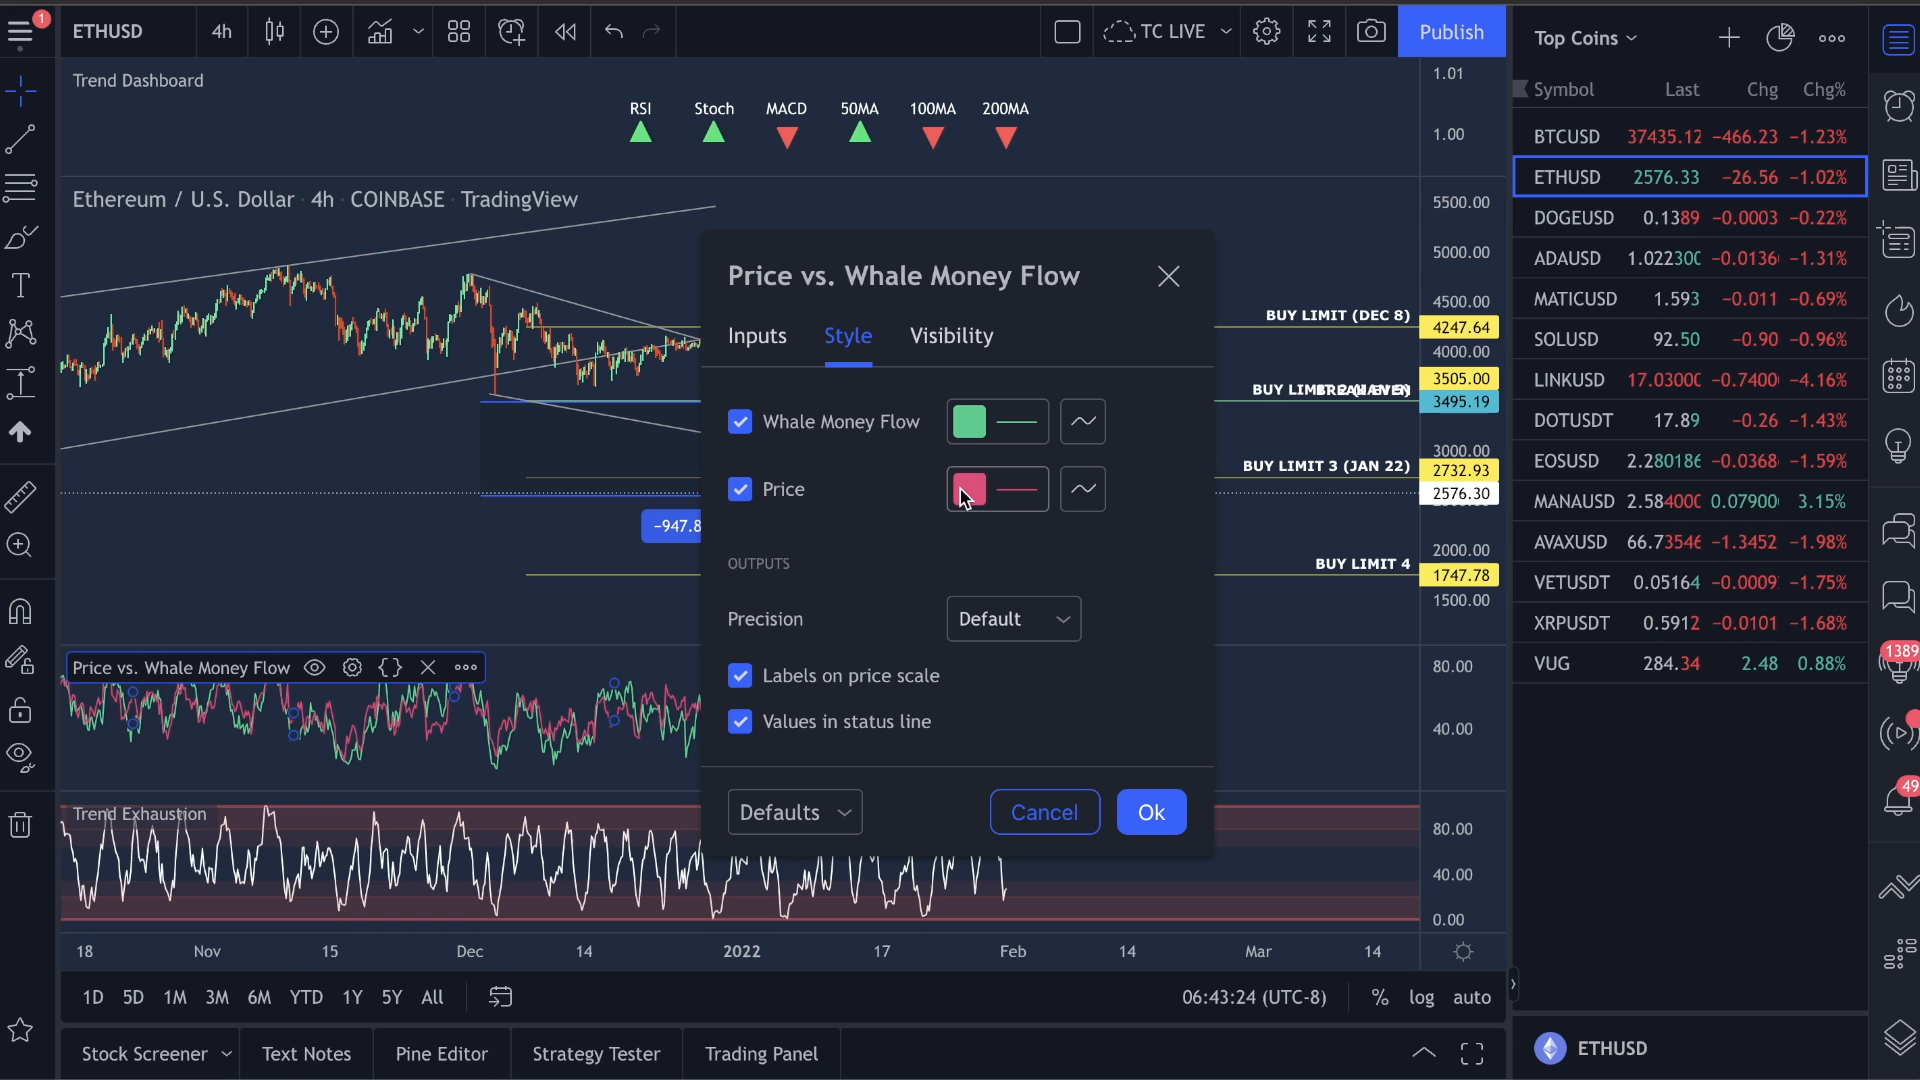 1
ETHUSD
4h
TC LIVE
Publish
Trend Dashboard
RSI
Stoch
MACD
50MA
100MA
200MA
1.01
1.00
Ethereum / U.S. Dollar · 4h · COINBASE · TradingView
5500.00
5000.00
4500.00
BUY LIMIT (DEC 8)
4247.64
4000.00
3505.00
3495.19
3000.00
BUY LIMIT 3 (JAN 22)
2732.93
2576.30
2000.00
BUY LIMIT 4
1747.78
1500.00
−947.8
Price vs. Whale Money Flow
Inputs
Style
Visibility
Whale Money Flow
Price
OUTPUTS
Precision
Default
Labels on price scale
Values in status line
Defaults
Cancel
Ok
Price vs. Whale Money Flow
80.00
40.00
Trend Exhaustion
80.00
40.00
0.00
18
Nov
15
Dec
14
2022
17
Feb
14
Mar
14
1D
5D
1M
3M
6M
YTD
1Y
5Y
All
06:43:24 (UTC-8)
%
log
auto
Stock Screener
Text Notes
Pine Editor
Strategy Tester
Trading Panel
Top Coins
Symbol Last Chg Chg%
BTCUSD 37435.12 −466.23 −1.23%
ETHUSD 2576.33 −26.56 −1.02%
DOGEUSD 0.1389 −0.0003 −0.22%
ADAUSD −1.31%
MATICUSD 1.593 −0.011 −0.69%
SOLUSD 92.50 −0.90 −0.96%
LINKUSD −4.16%
DOTUSDT 17.89 −0.26 −1.43%
EOSUSD −1.59%
MANAUSD 3.15%
AVAXUSD 66.73546 −1.3452 −1.98%
VETUSDT 0.05164 −1.75%
XRPUSDT 0.5912 −0.0101 −1.68%
VUG 284.34 2.48 0.88%
1389
49
ETHUSD